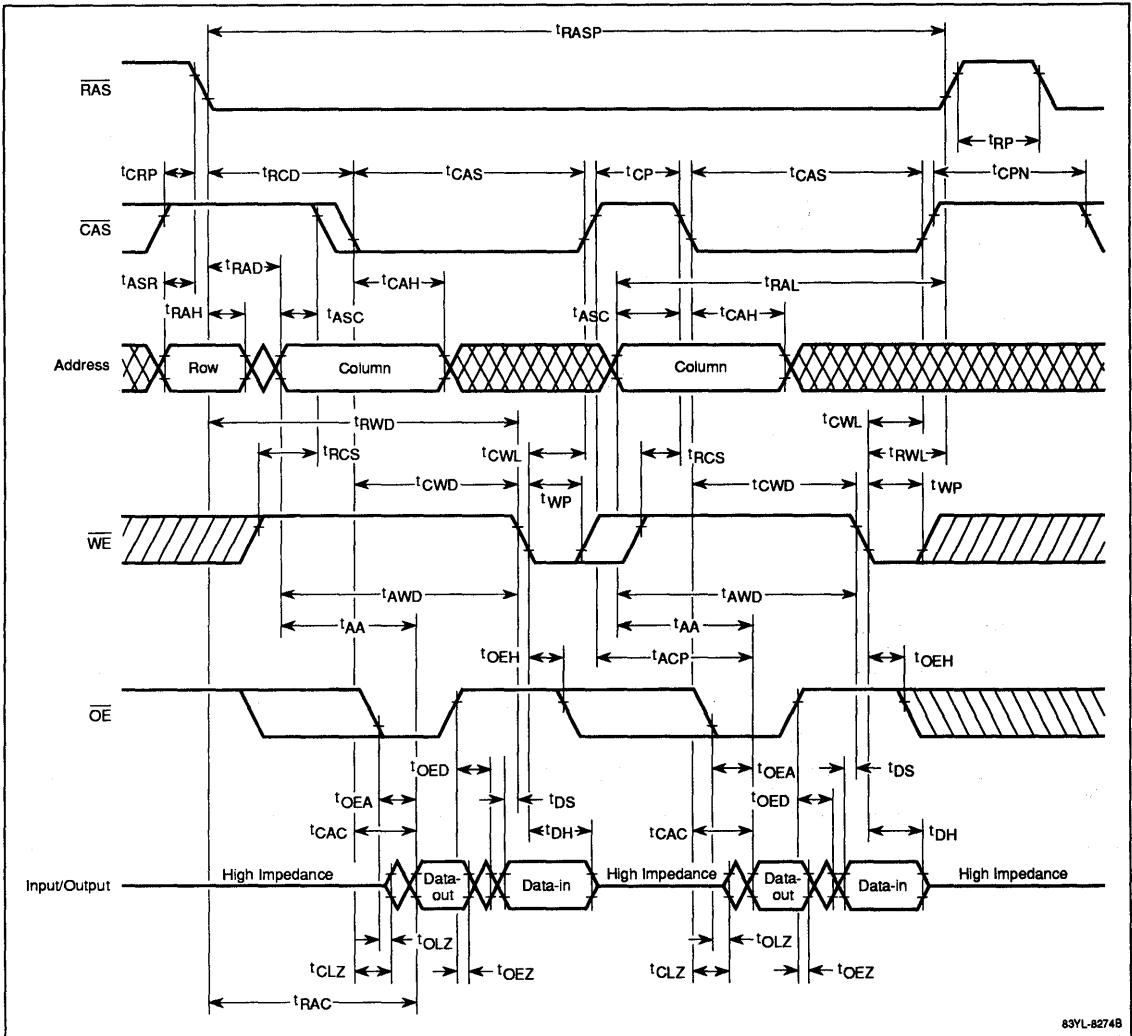 tRASP
RAS
tRP
tCRP
tRCD
tCAS
tCP
tCAS
tCPN
CAS
tASR
tRAD
tCAH
tRAL
tRAH
tASC
tASC
tCAH
Address
Row
Column
Column
tRWD
tCWL
tRCS
tCWL
tRCS
tRWL
tCWD
tWP
tCWD
tWP
WE
tAWD
tAWD
tAA
tAA
tOEH
tACP
tOEH
OE
tOED
tOEA
tDS
tOEA
tDS
tOED
tCAC
tDH
tCAC
tDH
Input/Output
High Impedance
Data-out
Data-in
High Impedance
Data-out
Data-in
High Impedance
tOLZ
tOLZ
tCLZ
tOEZ
tCLZ
tOEZ
tRAC
83YL-8274B